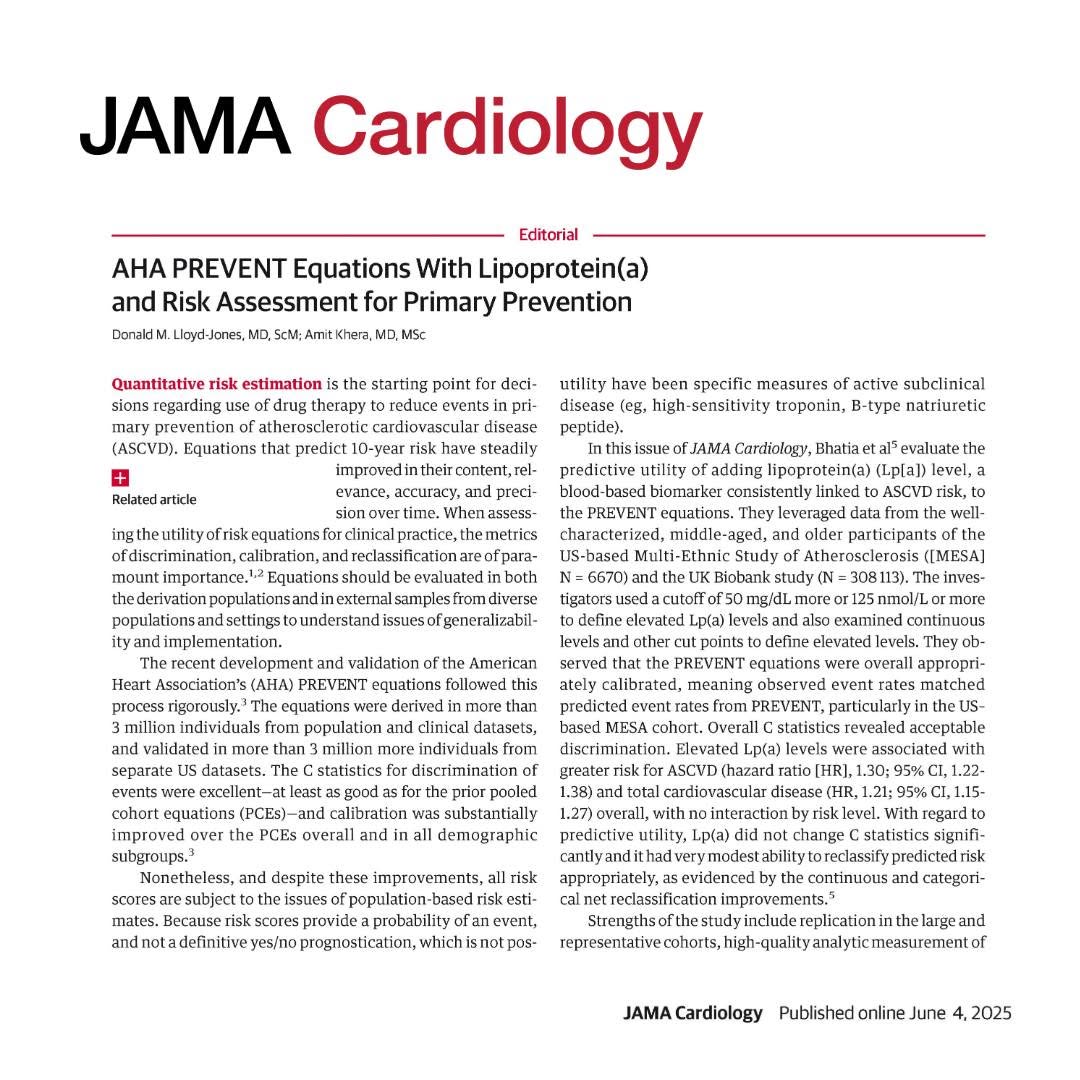 JAMA Cardiology
Editorial
AHA PREVENT Equations With Lipoprotein(a)
and Risk Assessment for Primary Prevention
Donald M. Lloyd-Jones, MD, ScM; Amit Khera, MD, MSc
Quantitative risk estimation is the starting point for deci-
sions regarding use of drug therapy to reduce events in pri-
mary prevention of atherosclerotic cardiovascular disease
(ASCVD). Equations that predict 10-year risk have steadily
improved in their content, rel-
evance, accuracy, and preci-
sion over time. When assess-
+
Related article
ing the utility of risk equations for clinical practice, the metrics
of discrimination, calibration, and reclassification are of para-
mount importance.1,2 Equations should be evaluated in both
the derivation populations and in external samples from diverse
populations and settings to understand issues of generalizabil-
ity and implementation.
The recent development and validation of the American
Heart Association's (AHA) PREVENT equations followed this
process rigorously.3 The equations were derived in more than
3 million individuals from population and clinical datasets,
and validated in more than 3 million more individuals from
separate US datasets. The C statistics for discrimination of
events were excellent—at least as good as for the prior pooled
cohort equations (PCEs)—and calibration was substantially
improved over the PCEs overall and in all demographic
subgroups.3
Nonetheless, and despite these improvements, all risk
scores are subject to the issues of population-based risk esti-
mates. Because risk scores provide a probability of an event,
and not a definitive yes/no prognostication, which is not pos-
utility have been specific measures of active subclinical
disease (eg, high-sensitivity troponin, B-type natriuretic
peptide).
In this issue of JAMA Cardiology, Bhatia et al5 evaluate the
predictive utility of adding lipoprotein(a) (Lp[a]) level, a
blood-based biomarker consistently linked to ASCVD risk, to
the PREVENT equations. They leveraged data from the well-
characterized, middle-aged, and older participants of the
US-based Multi-Ethnic Study of Atherosclerosis ([MESA]
N = 6670) and the UK Biobank study (N = 308 113). The inves-
tigators used a cutoff of 50 mg/dL more or 125 nmol/L or more
to define elevated Lp(a) levels and also examined continuous
levels and other cut points to define elevated levels. They ob-
served that the PREVENT equations were overall appropri-
ately calibrated, meaning observed event rates matched
predicted event rates from PREVENT, particularly in the US-
based MESA cohort. Overall C statistics revealed acceptable
discrimination. Elevated Lp(a) levels were associated with
greater risk for ASCVD (hazard ratio [HR], 1.30; 95% CI, 1.22-
1.38) and total cardiovascular disease (HR, 1.21; 95% CI, 1.15-
1.27) overall, with no interaction by risk level. With regard to
predictive utility, Lp(a) did not change C statistics signifi-
cantly and it had very modest ability to reclassify predicted risk
appropriately, as evidenced by the continuous and categori-
cal net reclassification improvements.5
Strengths of the study include replication in the large and
representative cohorts, high-quality analytic measurement of
JAMA Cardiology Published online June 4, 2025